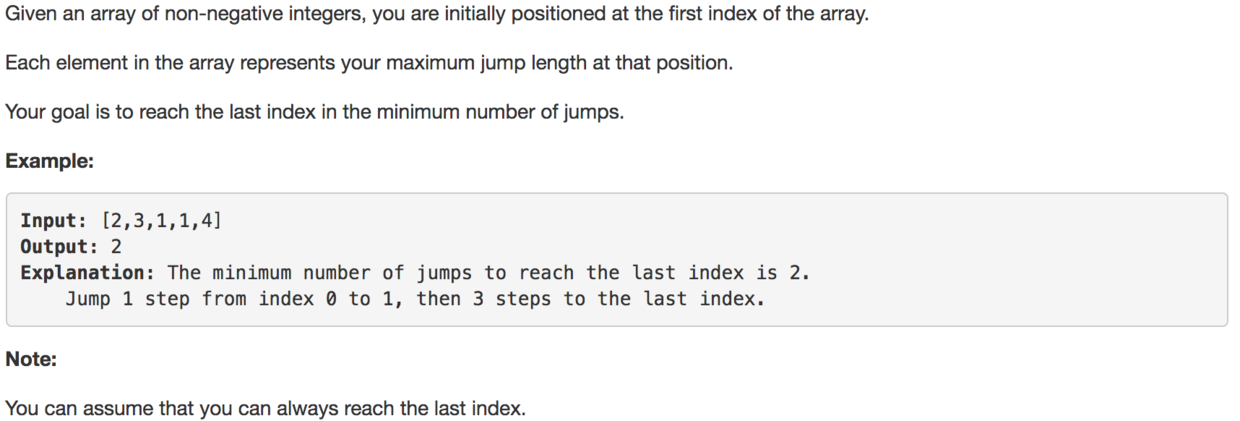 Given an array of non-negative integers, you are initially positioned at the first index of the array.
Each element in the array represents your maximum jump length at that position.
Your goal is to reach the last index in the minimum number of jumps.
Example:
Input: [2,3,1,1,4]
Output: 2
Explanation: The minimum number of jumps to reach the last index is 2.
    Jump 1 step from index 0 to 1, then 3 steps to the last index.
Note:
You can assume that you can always reach the last index.